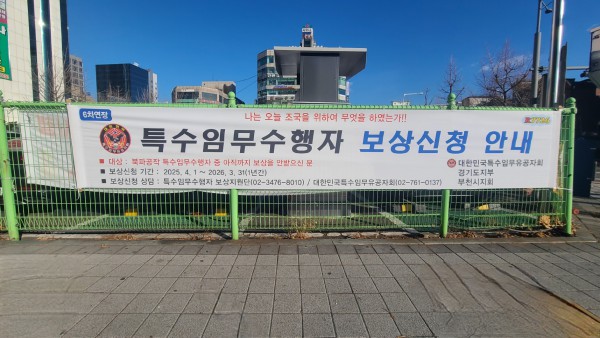 6차연장
나는 오늘 조국을 위하여 무엇을 하였는가!!
특수임무수행자 보상신청 안내
■ 대상 : 북파공작 특수임무수행자 중 아직까지 보상을 안받으신 분
■ 보상신청 기간 : 2025. 4. 1 ~ 2026. 3. 31(1년간)
■ 보상신청 상담 : 특수임무수행자 보상지원단(02-3476-8010) / 대한민국특수임무유공자회(02-761-0137)
대한민국특수임무유공자회
경기도지부
부천시지회